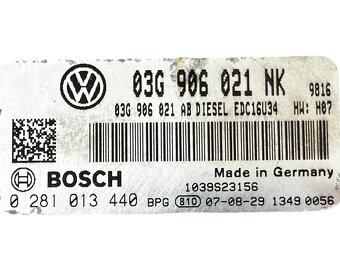 03G 906 021 NK 9816
03G 906 021 AB DIESEL EDC16U34 HW: H07
BOSCH Made in Germany
1039S23156
0 281 013 440 BPG 810 07-08-29 1349 0056